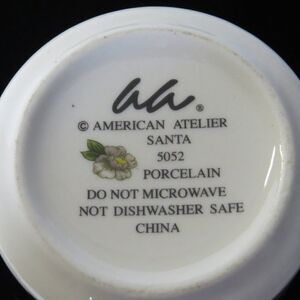 aa®
© AMERICAN ATELIER
SANTA
5052
PORCELAIN
DO NOT MICROWAVE
NOT DISHWASHER SAFE
CHINA